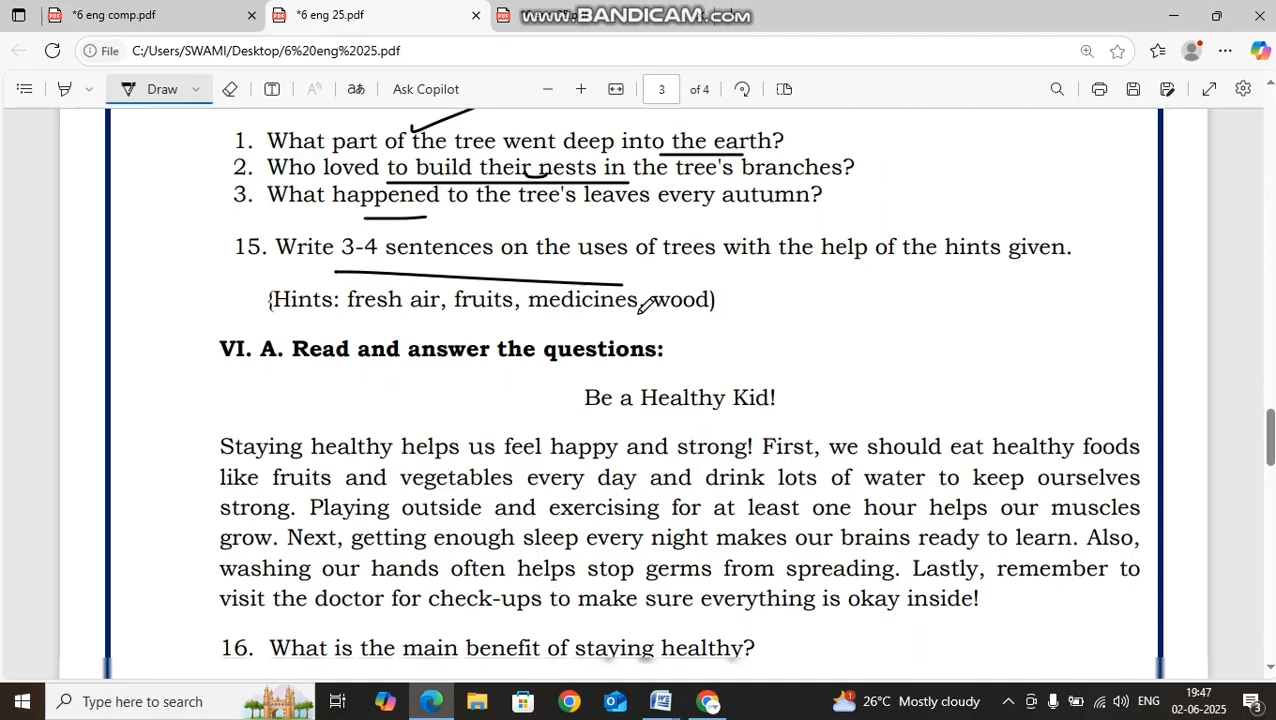 *6 eng comp.pdf
*6 eng 25.pdf
www.BANDICAM.com
File
C:/Users/SWAMI/Desktop/6%20eng%2025.pdf
Draw
Ask Copilot
3
of 4
1. What part of the tree went deep into the earth?
2. Who loved to build their nests in the tree's branches?
3. What happened to the tree's leaves every autumn?
15. Write 3-4 sentences on the uses of trees with the help of the hints given.
{Hints: fresh air, fruits, medicines, wood)
VI. A. Read and answer the questions:
Be a Healthy Kid!
Staying healthy helps us feel happy and strong! First, we should eat healthy foods
like fruits and vegetables every day and drink lots of water to keep ourselves
strong. Playing outside and exercising for at least one hour helps our muscles
grow. Next, getting enough sleep every night makes our brains ready to learn. Also,
washing our hands often helps stop germs from spreading. Lastly, remember to
visit the doctor for check-ups to make sure everything is okay inside!
16. What is the main benefit of staying healthy?
Type here to search
26°C Mostly cloudy
ENG
19:47
02-06-2025
3